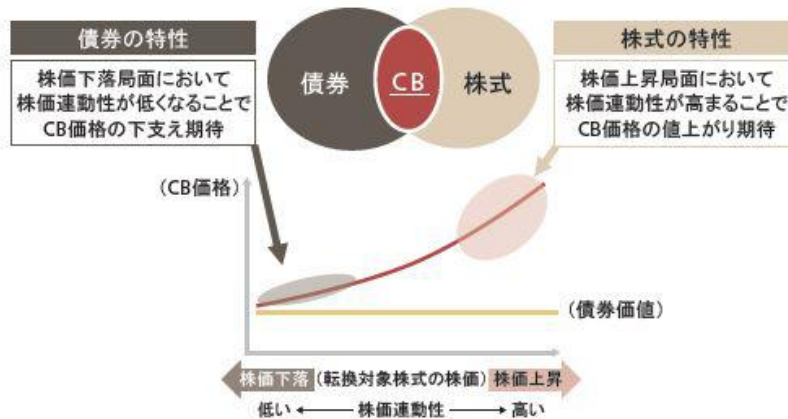 債券の特性
株価下落局面において
株価連動性が低くなることで
CB価格の下支え期待
債券
CB
株式
株式の特性
株価上昇局面において
株価連動性が高まることで
CB価格の値上がり期待
(CB価格)
(債券価値)
株価下落 (転換対象株式の株価) 株価上昇
低い ← 株価連動性 → 高い